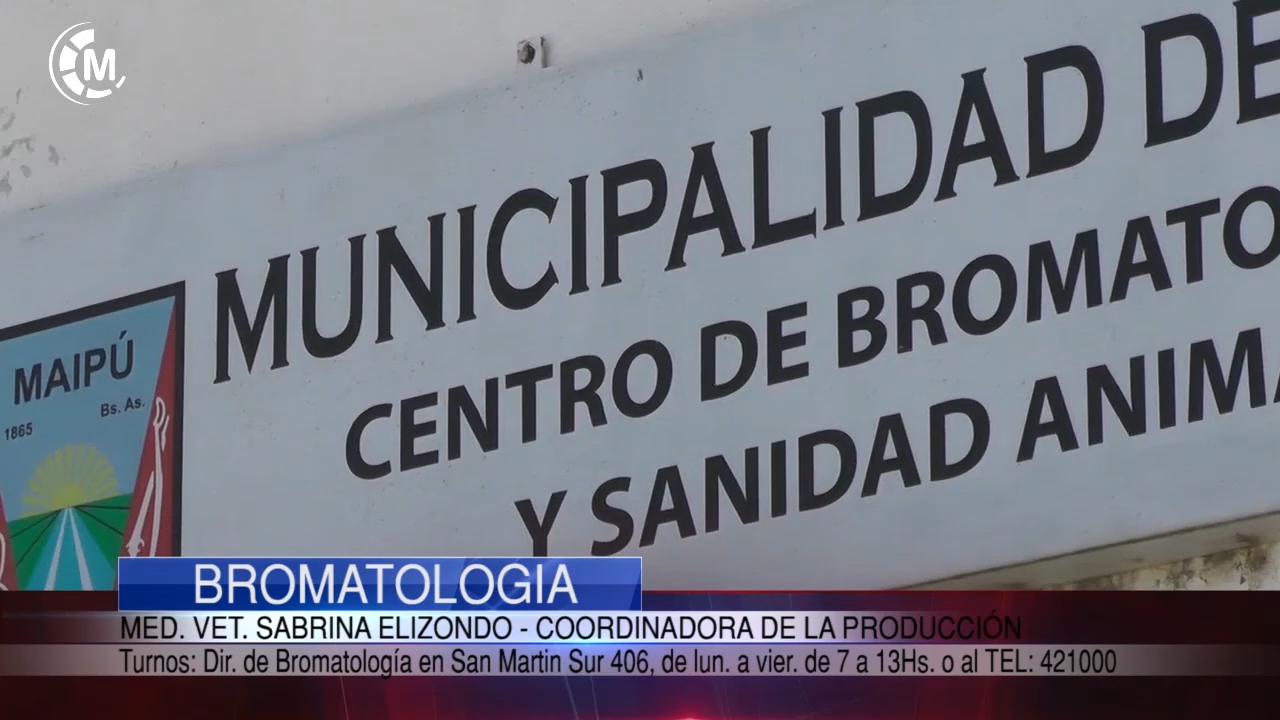 M
MUNICIPALIDAD DE
CENTRO DE BROMATO
Y SANIDAD ANIMA
MAIPÚ
Bs. As.
1865
BROMATOLOGIA
MED. VET. SABRINA ELIZONDO - COORDINADORA DE LA PRODUCCIÓN
Turnos: Dir. de Bromatología en San Martin Sur 406, de lun. a vier. de 7 a 13Hs. o al TEL: 421000